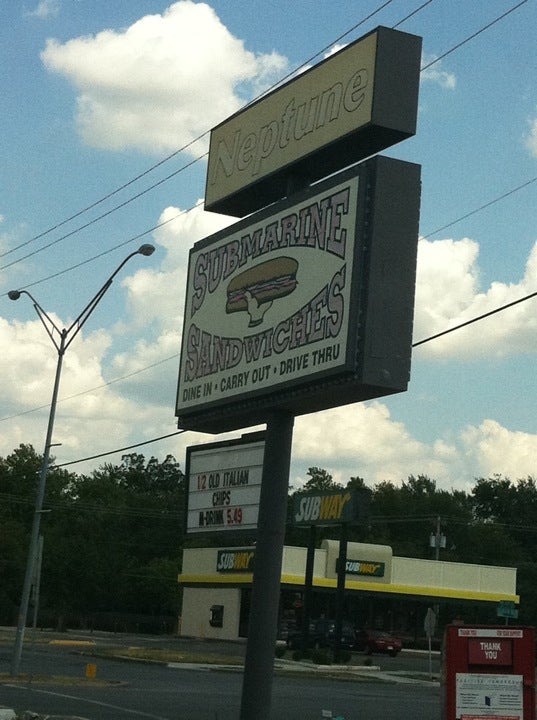 Neptune
SUBMARINE
SANDWICHES
DINE IN • CARRY OUT • DRIVE THRU
1/2 OLD ITALIAN
CHIPS
M-DRINK 5.49
SUBWAY
SUBWAY
SUBWAY
THANK
YOU